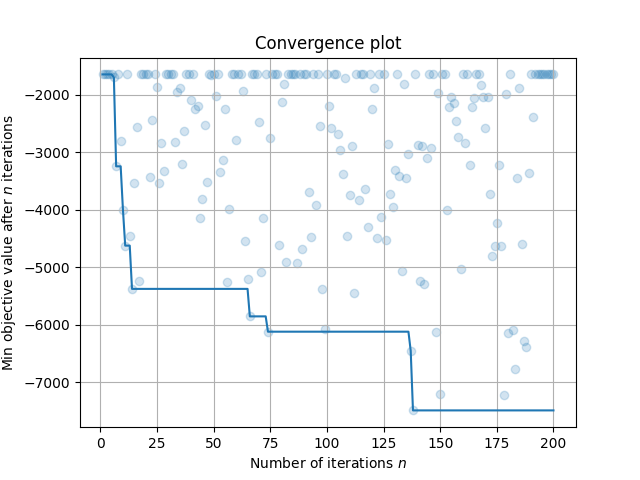 Convergence plot
Min objective value after n iterations
−2000
−3000
−4000
−5000
−6000
−7000
0 25 50 75 100 125 150 175 200
Number of iterations n